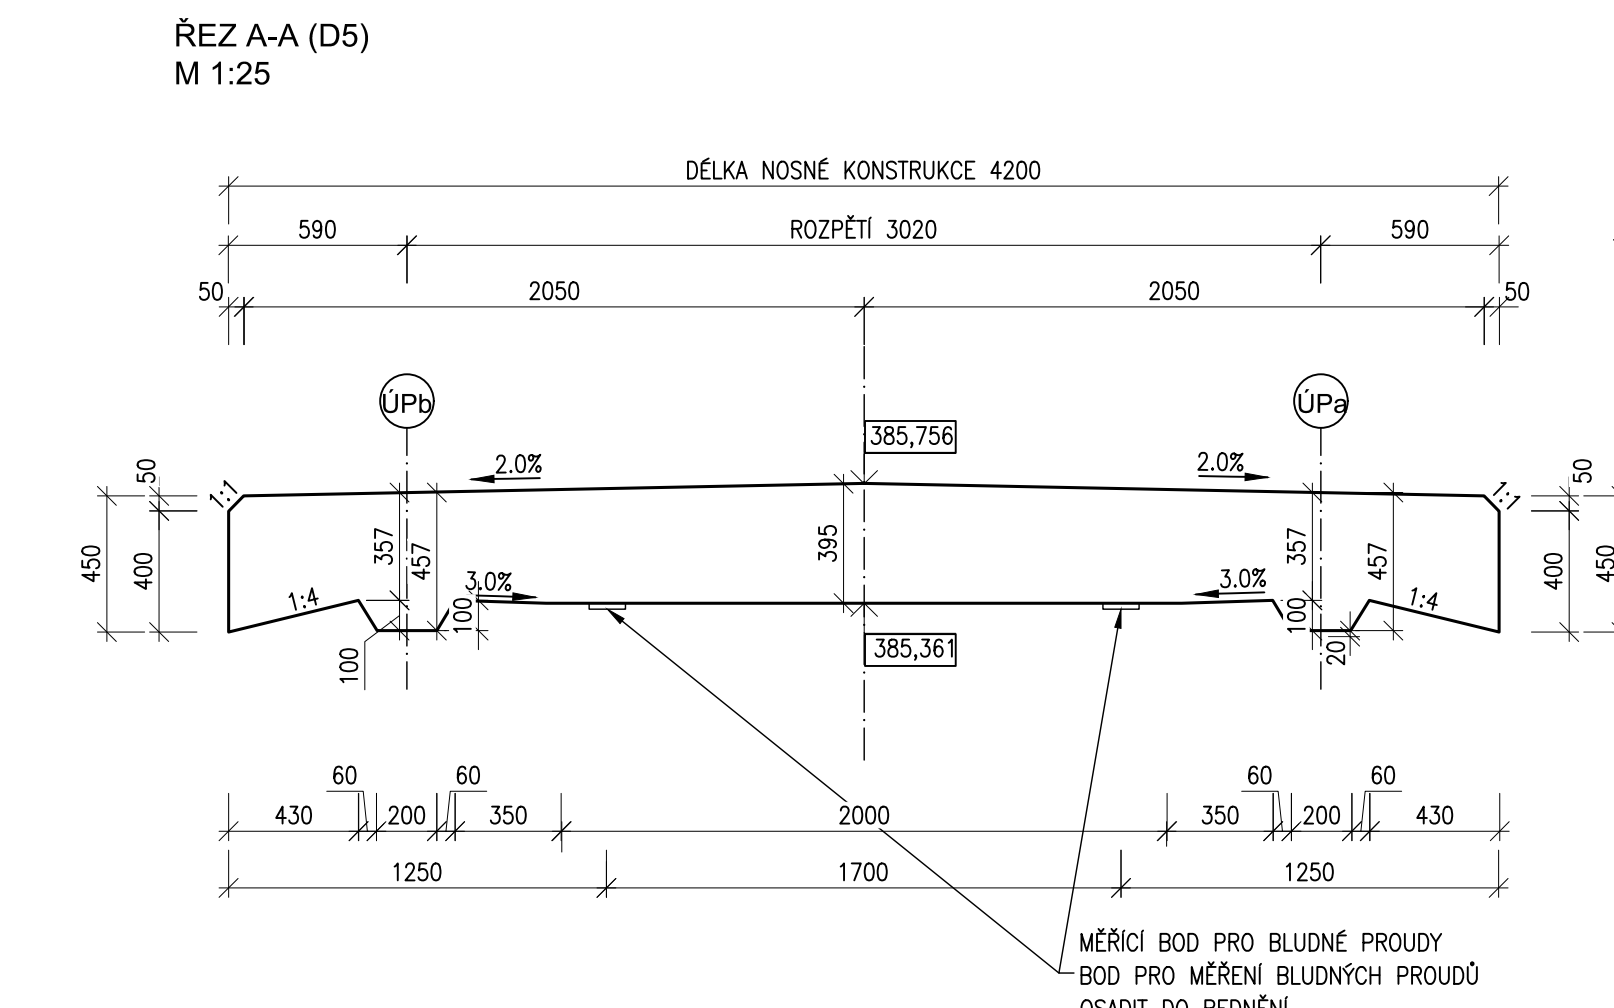 ŘEZ A-A (D5)
M 1:25
DÉLKA NOSNÉ KONSTRUKCE 4200
590 ROZPĚTÍ 3020 590
50 2050 2050 50
ÚPb ÚPa
385,756
2.0% 2.0%
50 1:1 1:1 50
450 400 357 457 395 357 457 400 450
1:4 3.0% 3.0% 1:4
100 100 100 20
385,361
60 60 60 60
430 200 350 2000 350 200 430
1250 1700 1250
MĚŘÍCÍ BOD PRO BLUDNÉ PROUDY
BOD PRO MĚŘENÍ BLUDNÝCH PROUDŮ
OSADIT DO BEDNĚNÍ